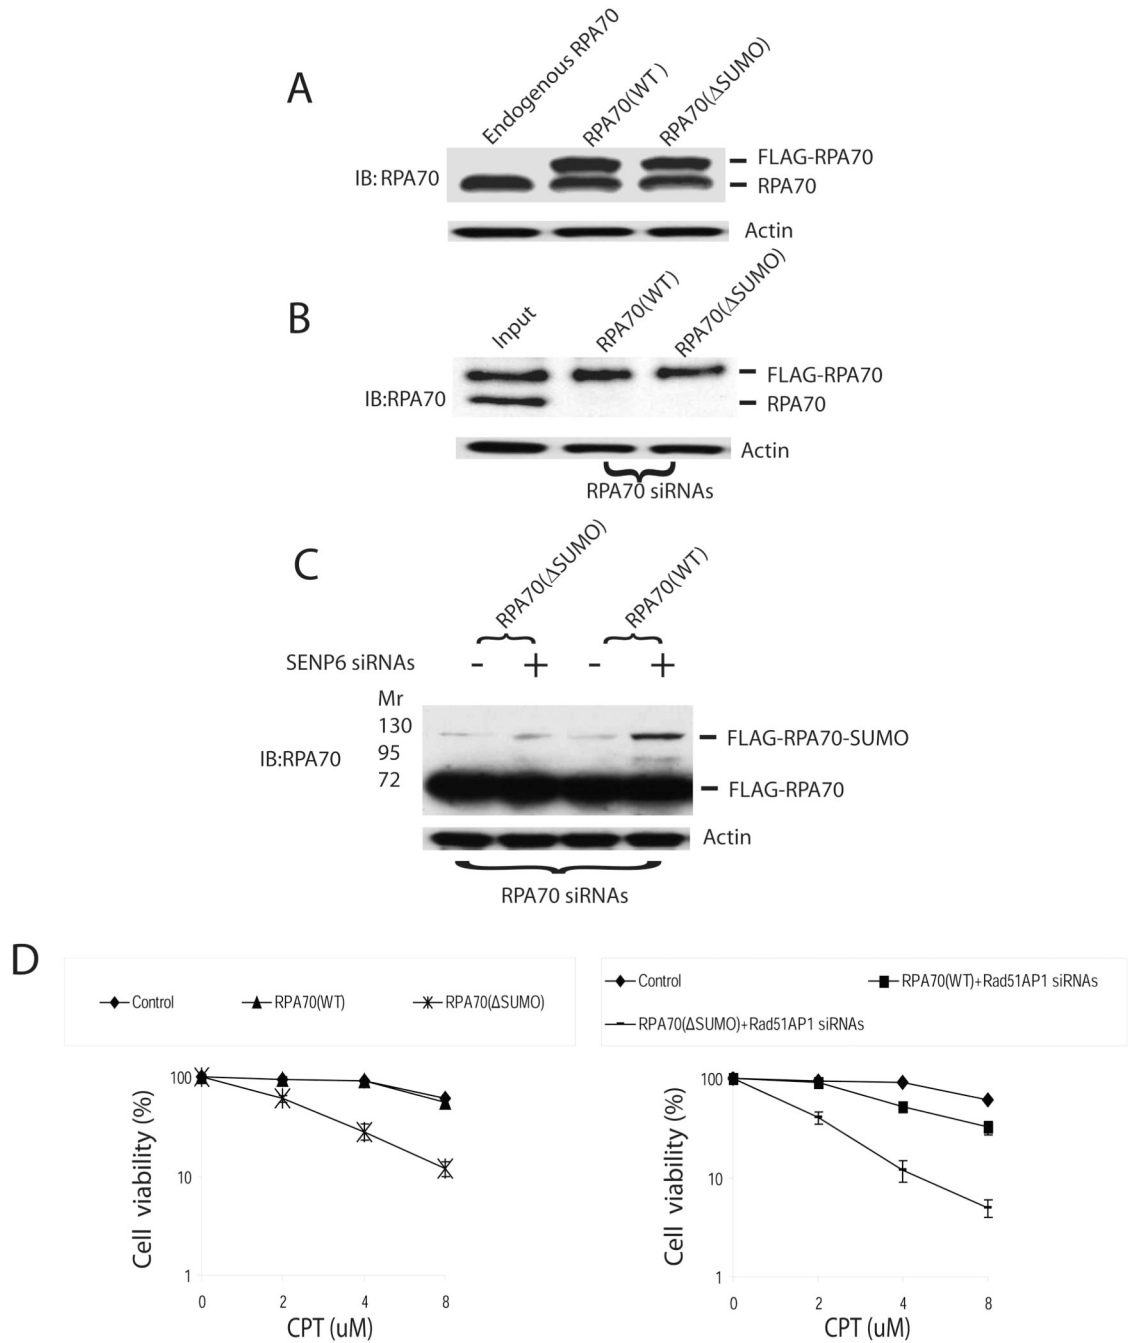 A
Endogenous RPA70
RPA70(WT)
RPA70(ΔSUMO)
IB:RPA70
FLAG-RPA70
RPA70
Actin
B
Input
RPA70(WT)
RPA70(ΔSUMO)
IB:RPA70
FLAG-RPA70
RPA70
Actin
RPA70 siRNAs
C
RPA70(ΔSUMO)
RPA70(WT)
SENP6 siRNAs - + - +
Mr
130
95
72
IB:RPA70
FLAG-RPA70-SUMO
FLAG-RPA70
Actin
RPA70 siRNAs
D
Control
RPA70(WT)
RPA70(ΔSUMO)
Cell viability (%)
100
10
1
0 2 4 8
CPT (uM)
Control
RPA70(WT)+Rad51AP1 siRNAs
RPA70(ΔSUMO)+Rad51AP1 siRNAs
Cell viability (%)
100
10
1
0 2 4 8
CPT (uM)